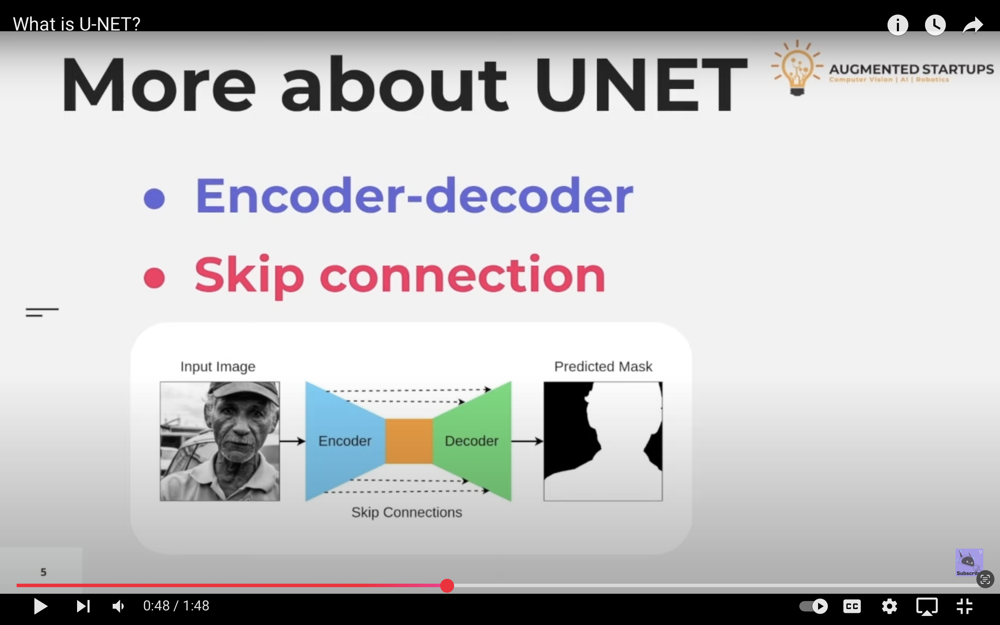 What is U-NET?
More about UNET
AUGMENTED STARTUPS
Computer Vision | AI | Robotics
• Encoder-decoder
• Skip connection
Input Image
Predicted Mask
Encoder
Decoder
Skip Connections
5
Subscrib
0:48 / 1:48
CC